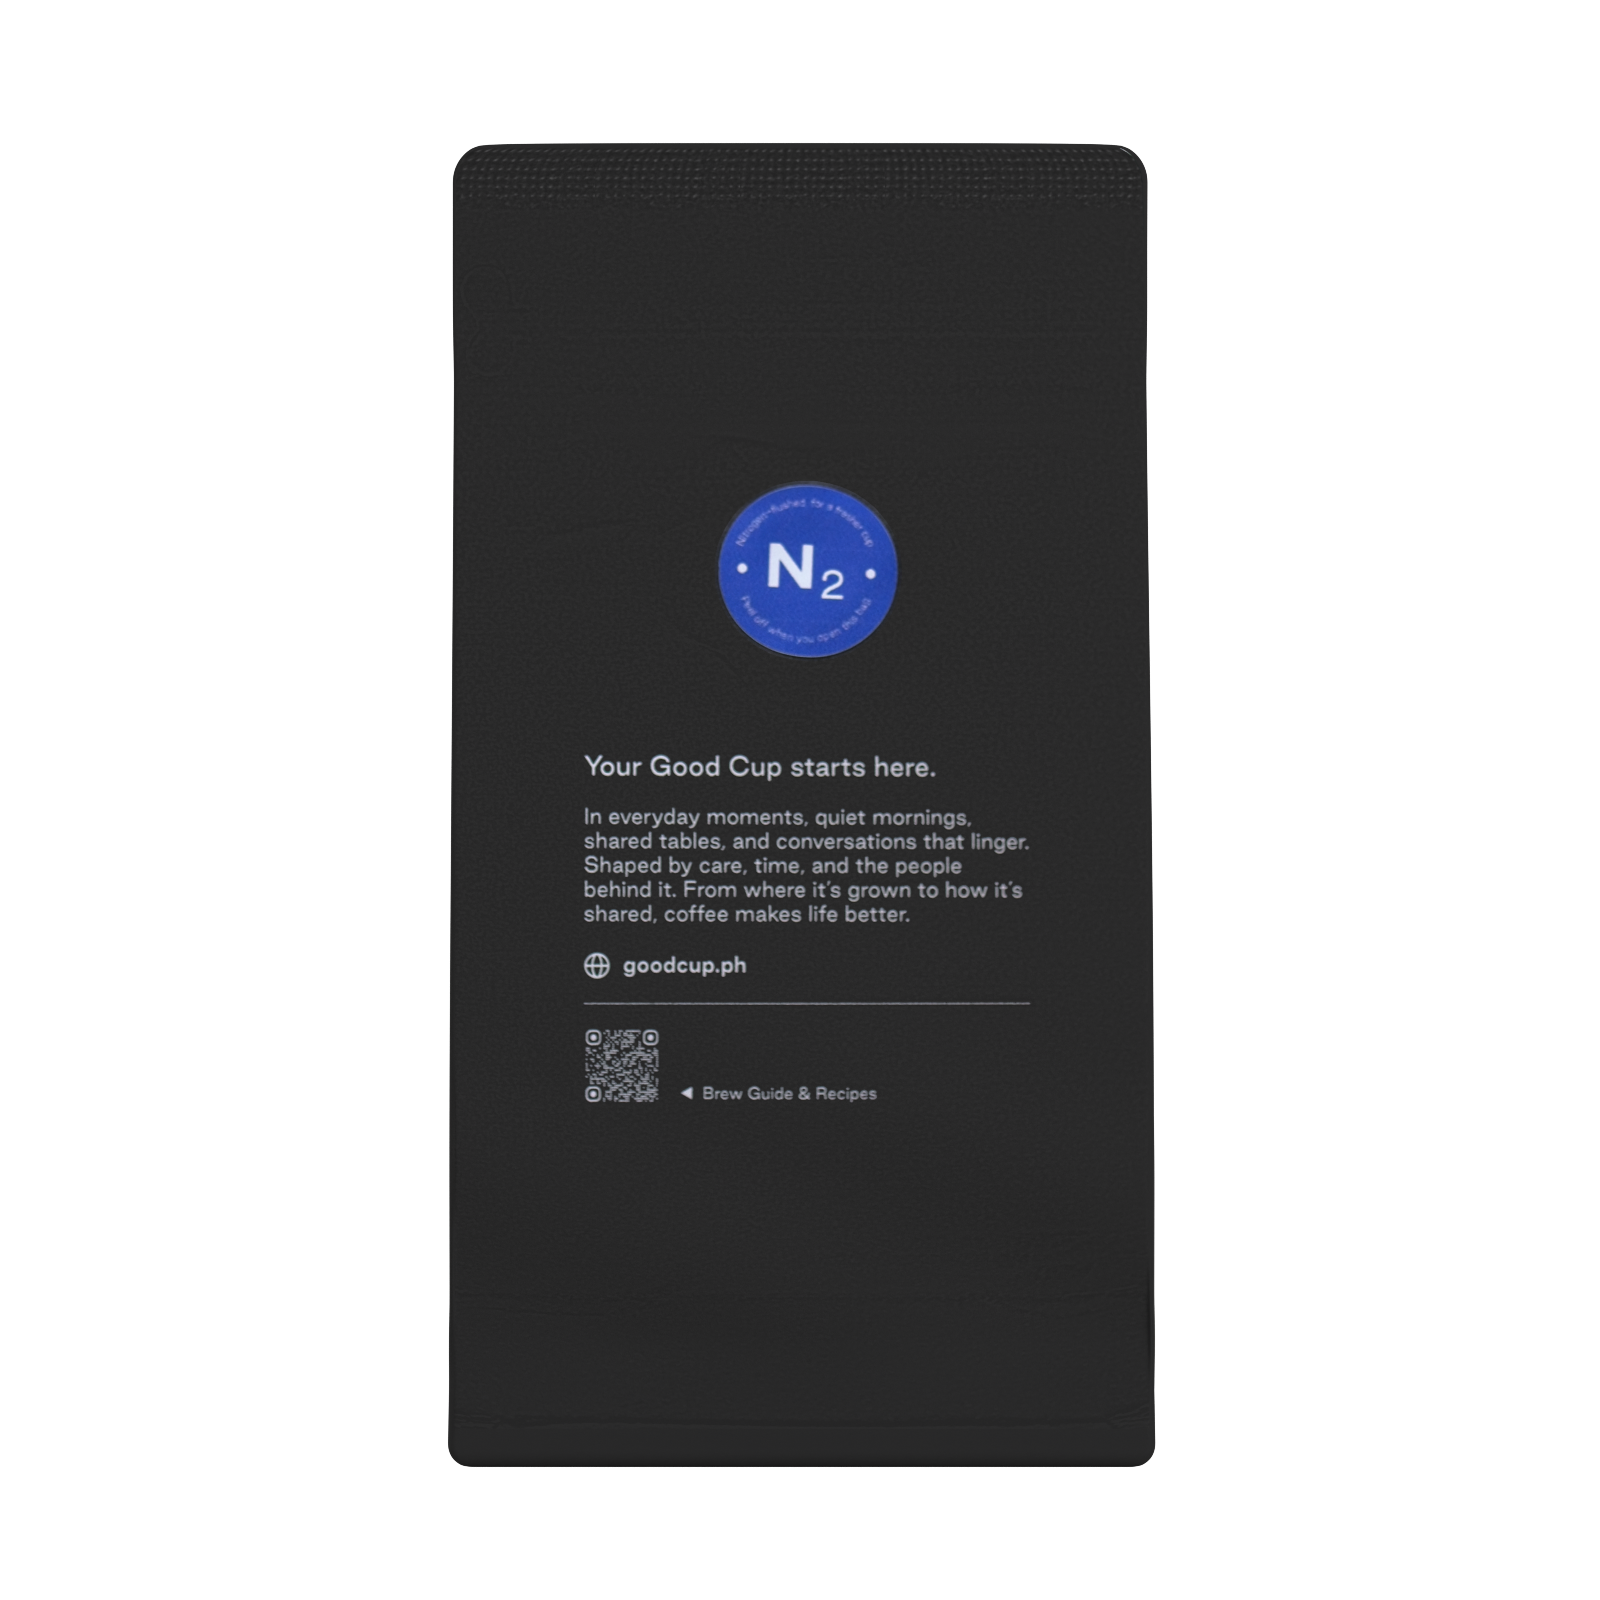 Nitrogen-flushed for a fresher cup
N2
Peel off when you open this bag
Your Good Cup starts here.
In everyday moments, quiet mornings,
shared tables, and conversations that linger.
Shaped by care, time, and the people
behind it. From where it's grown to how it's
shared, coffee makes life better.
goodcup.ph
◀ Brew Guide & Recipes